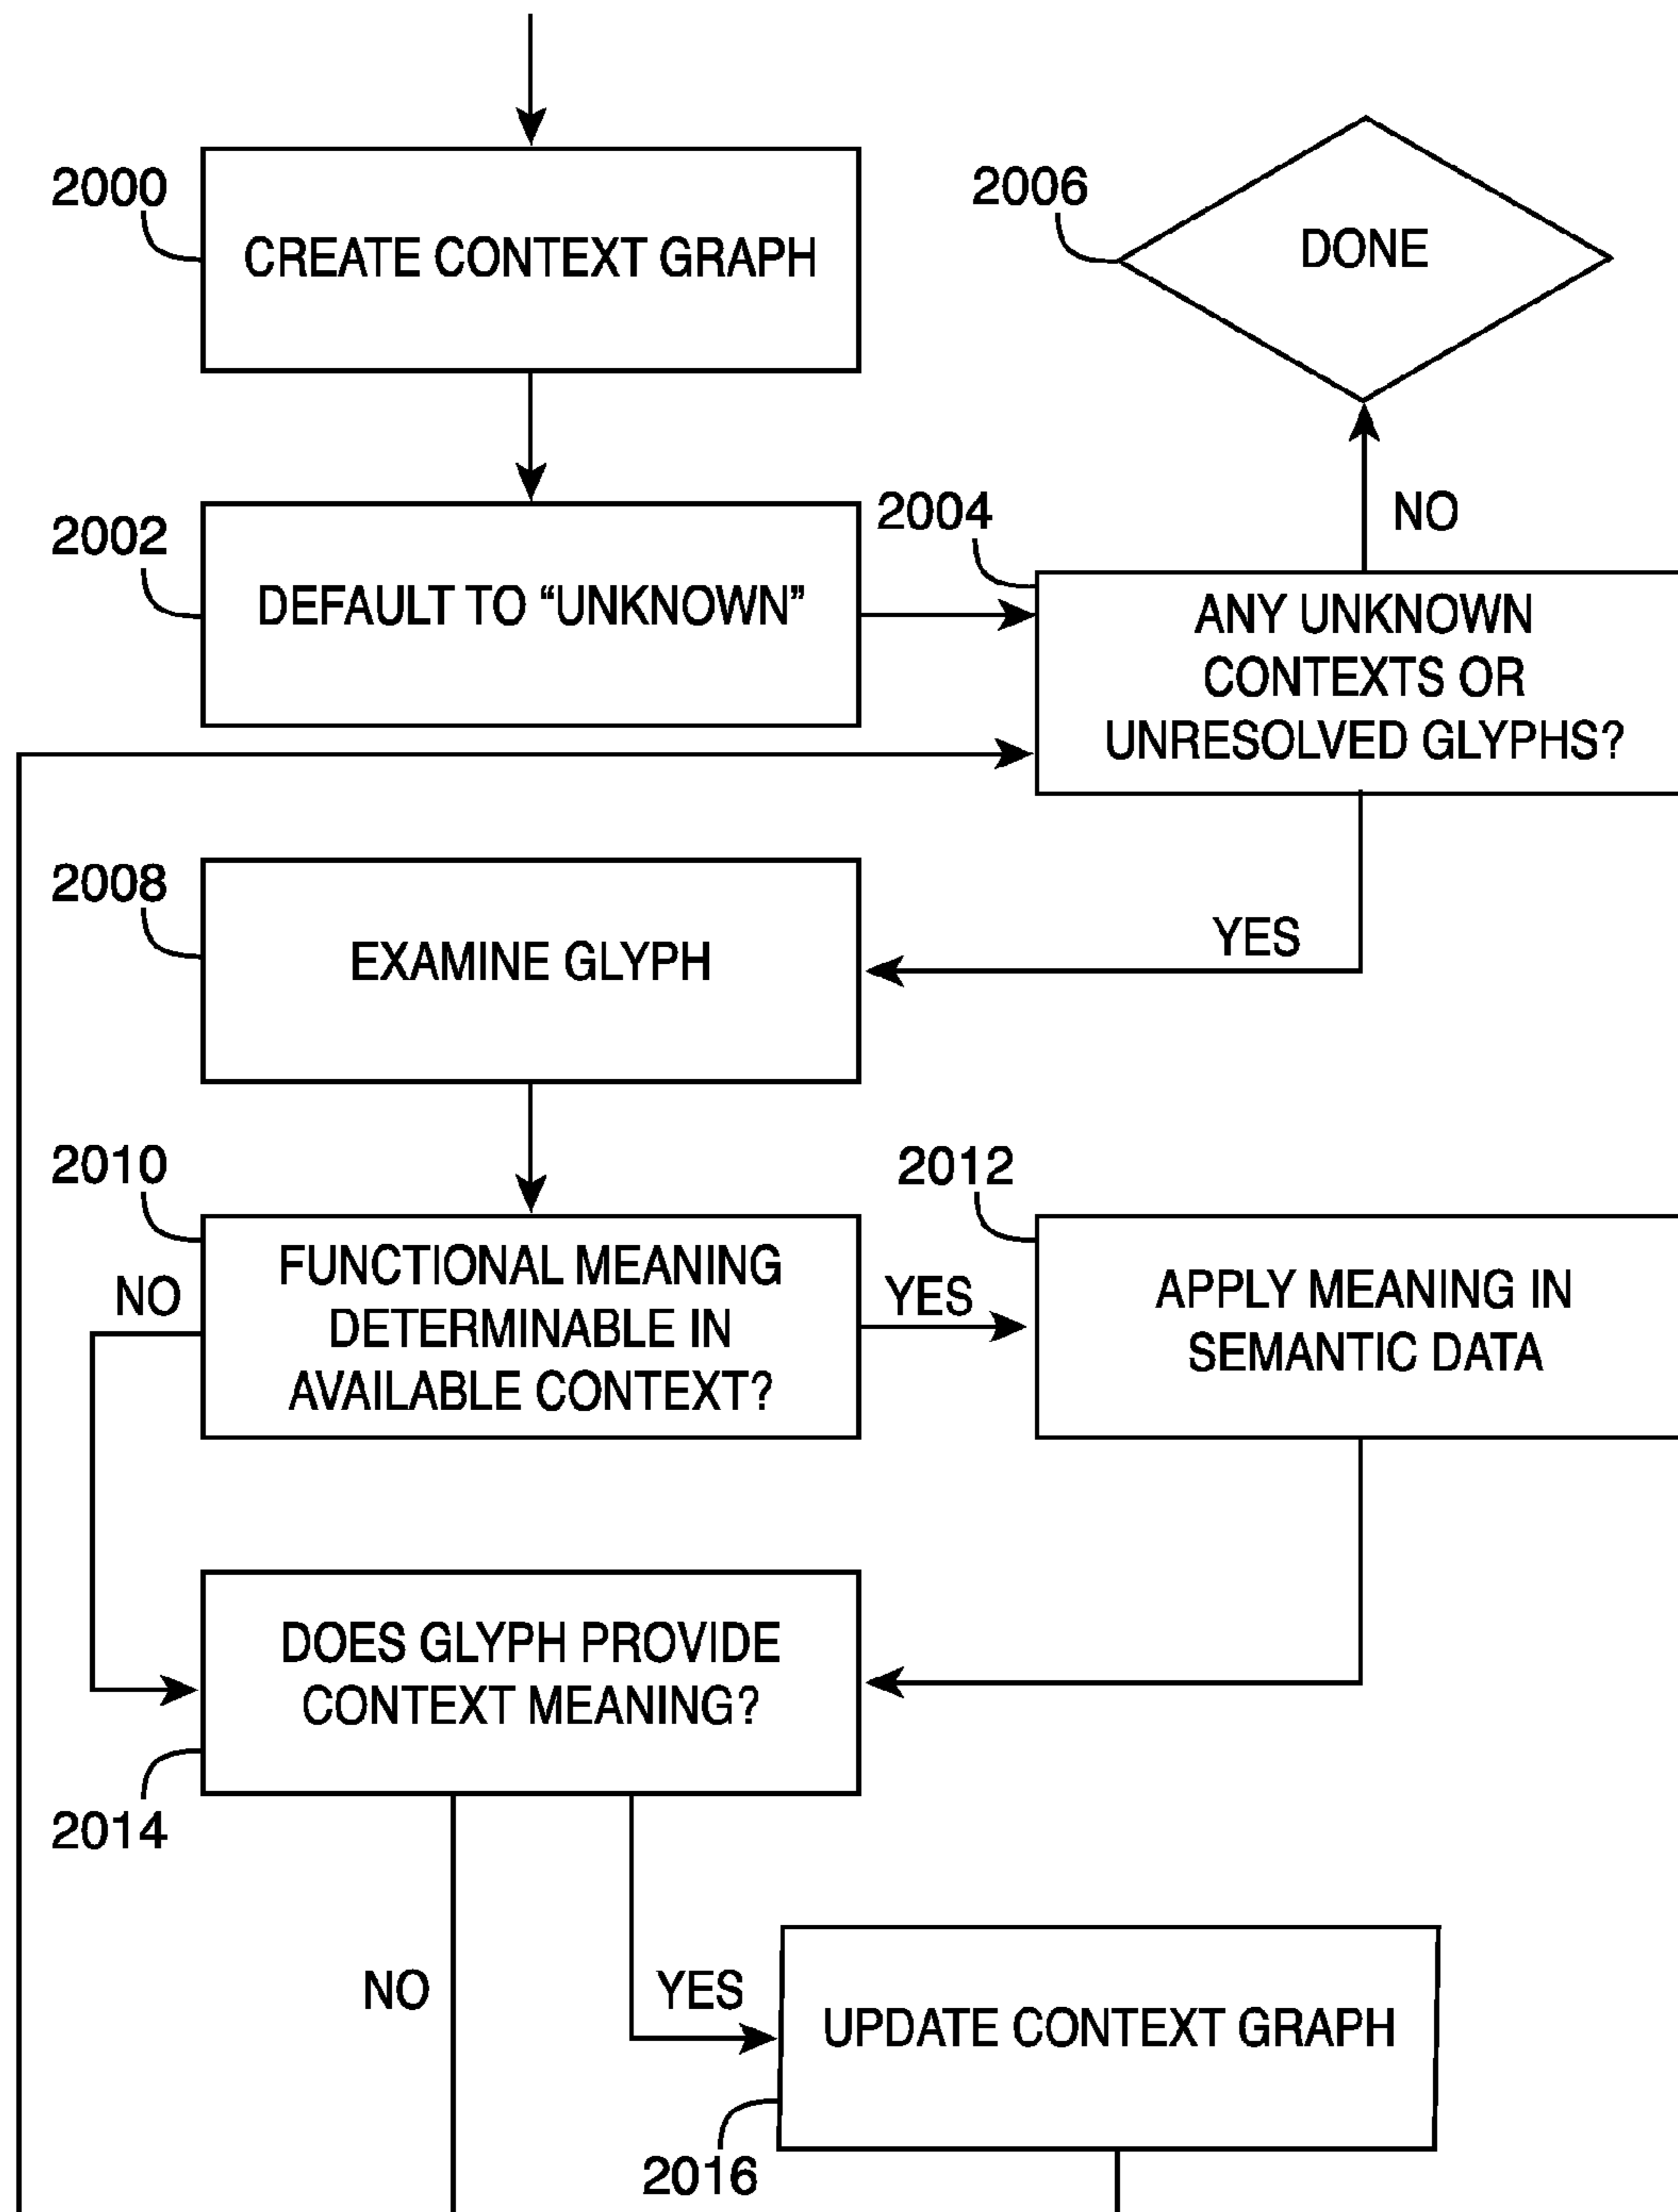 2000
CREATE CONTEXT GRAPH
2006
DONE
2002
DEFAULT TO “UNKNOWN”
2004
NO
ANY UNKNOWN
CONTEXTS OR
UNRESOLVED GLYPHS?
2008
EXAMINE GLYPH
YES
2010
NO
FUNCTIONAL MEANING
DETERMINABLE IN
AVAILABLE CONTEXT?
YES
2012
APPLY MEANING IN
SEMANTIC DATA
DOES GLYPH PROVIDE
CONTEXT MEANING?
2014
NO
YES
UPDATE CONTEXT GRAPH
2016